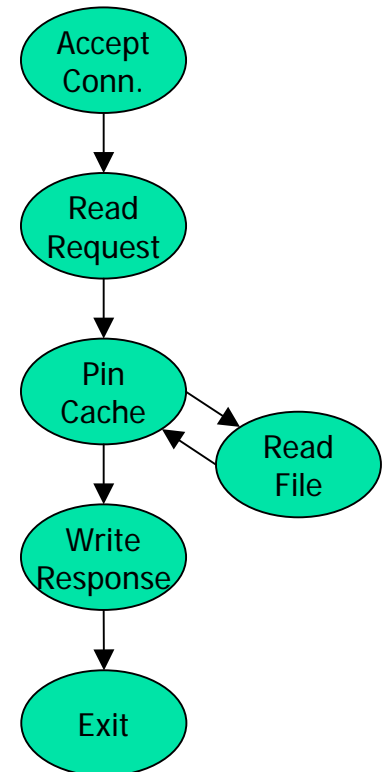 Accept
Conn.
Read
Request
Pin
Cache
Read
File
Write
Response
Exit